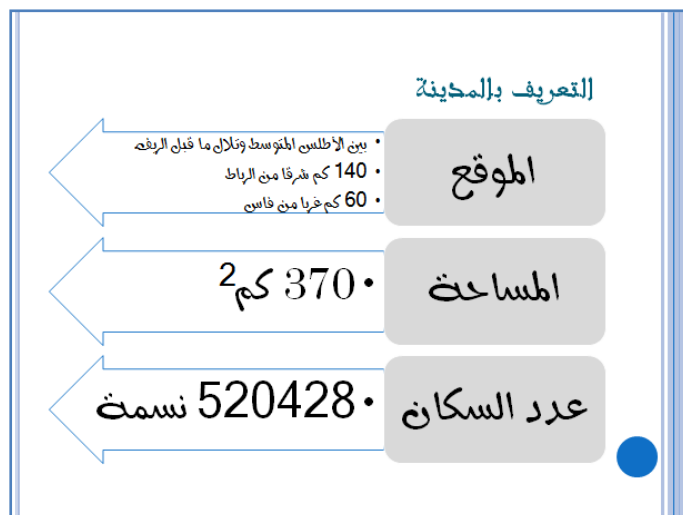 التعريف بالمدينة
الموقع
• بين الأطلس المتوسط وتلال ما قبل الريف.
• 140 كم شرقا من الرباط
• 60 كم غربا من فاس
المساحة
• 370 كم2
عدد السكان
• 520428 نسمة